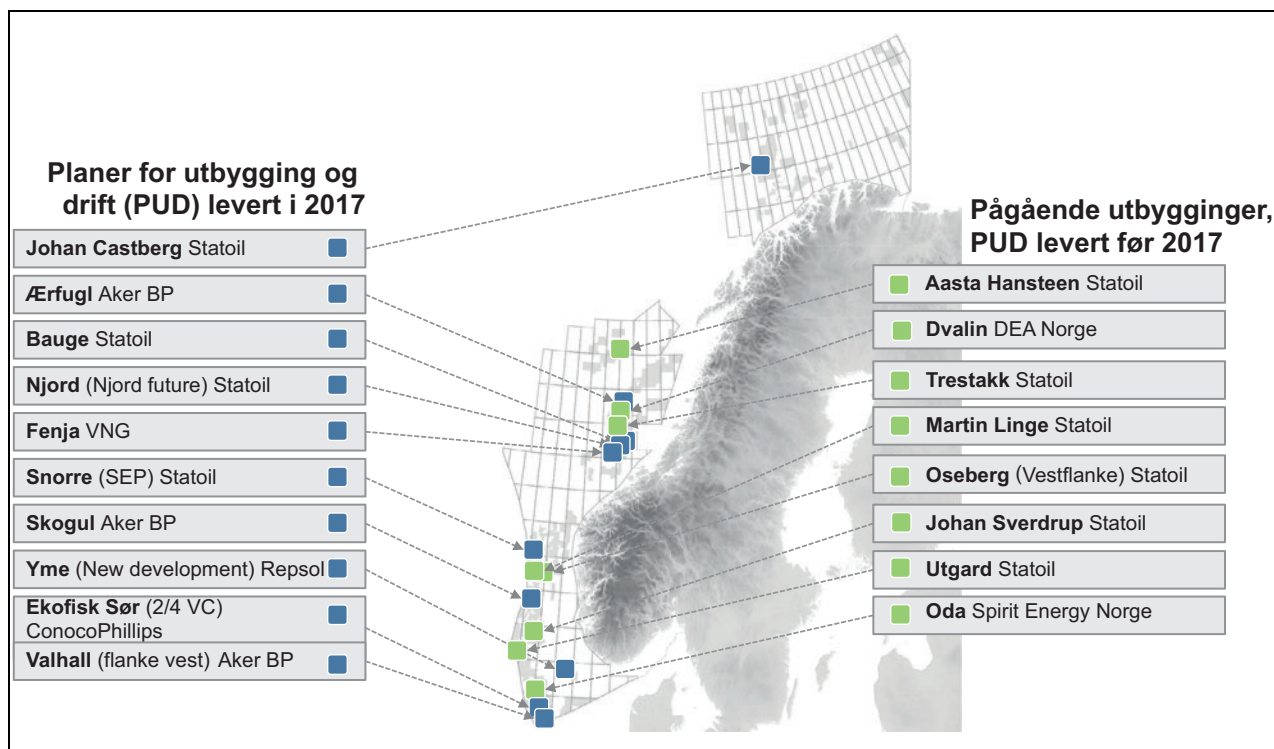 Planer for utbygging og
drift (PUD) levert i 2017
Johan Castberg Statoil
Ærfugl Aker BP
Bauge Statoil
Njord (Njord future) Statoil
Fenja VNG
Snorre (SEP) Statoil
Skogul Aker BP
Yme (New development) Repsol
Ekofisk Sør (2/4 VC)
ConocoPhillips
Valhall (flanke vest) Aker BP
Pågående utbygginger,
PUD levert før 2017
Aasta Hansteen Statoil
Dvalin DEA Norge
Trestakk Statoil
Martin Linge Statoil
Oseberg (Vestflanke) Statoil
Johan Sverdrup Statoil
Utgard Statoil
Oda Spirit Energy Norge